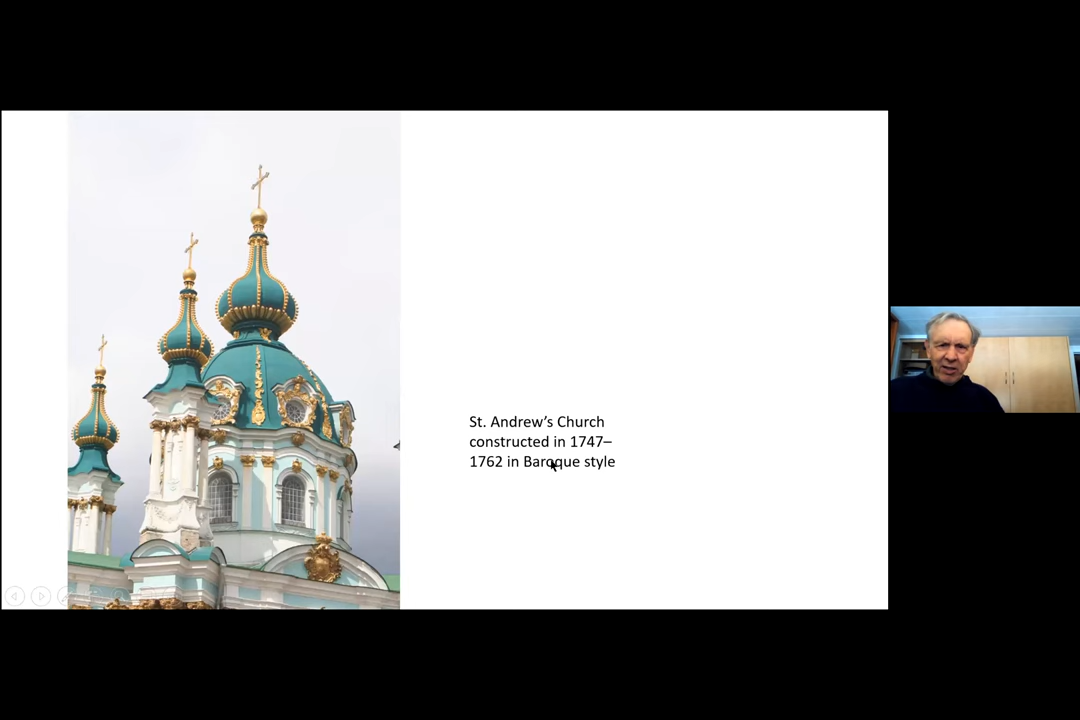 St. Andrew’s Church
constructed in 1747–
1762 in Baroque style